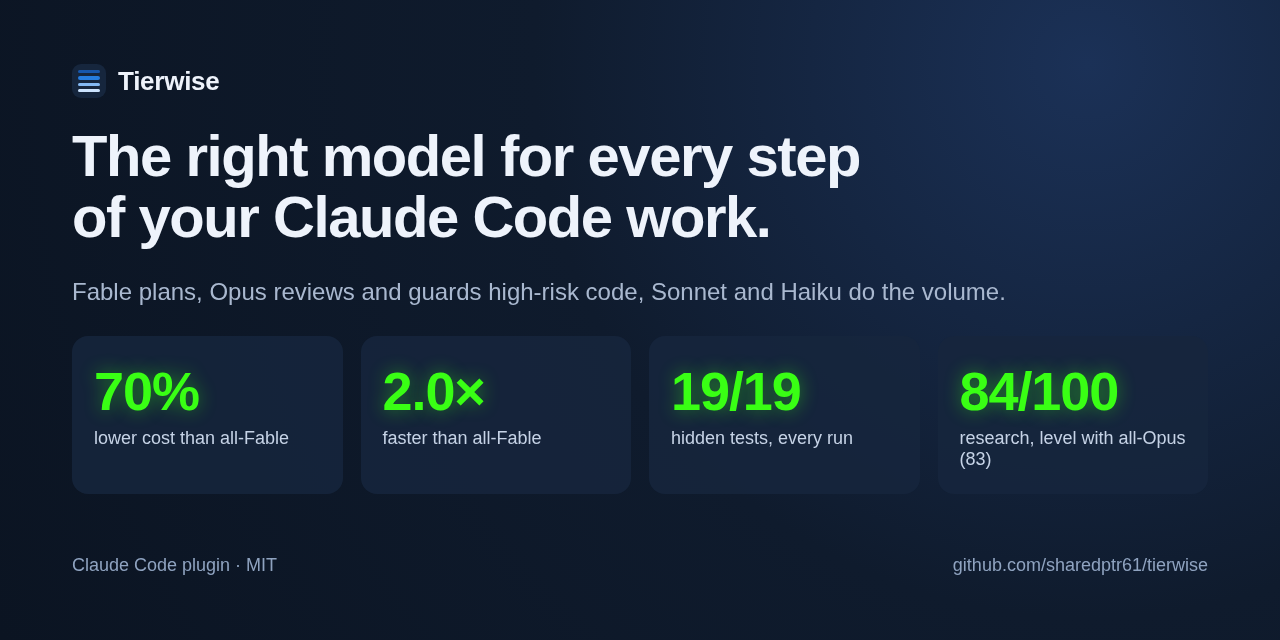 Tierwise
The right model for every step
of your Claude Code work.
Fable plans, Opus reviews and guards high-risk code, Sonnet and Haiku do the volume.
70%
lower cost than all-Fable
2.0×
faster than all-Fable
19/19
hidden tests, every run
84/100
research, level with all-Opus
(83)
Claude Code plugin · MIT
github.com/sharedptr61/tierwise